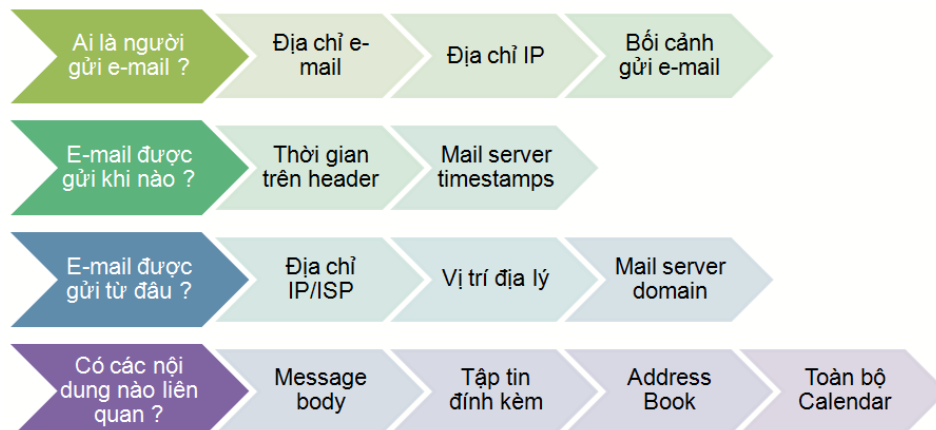 Ai là người
gửi e-mail ?
Địa chỉ e-
mail
Địa chỉ IP
Bối cảnh
gửi e-mail
E-mail được
gửi khi nào ?
Thời gian
trên header
Mail server
timestamps
E-mail được
gửi từ đâu ?
Địa chỉ
IP/ISP
Vị trí địa lý
Mail server
domain
Có các nội
dung nào liên
quan ?
Message
body
Tập tin
đính kèm
Address
Book
Toàn bộ
Calendar